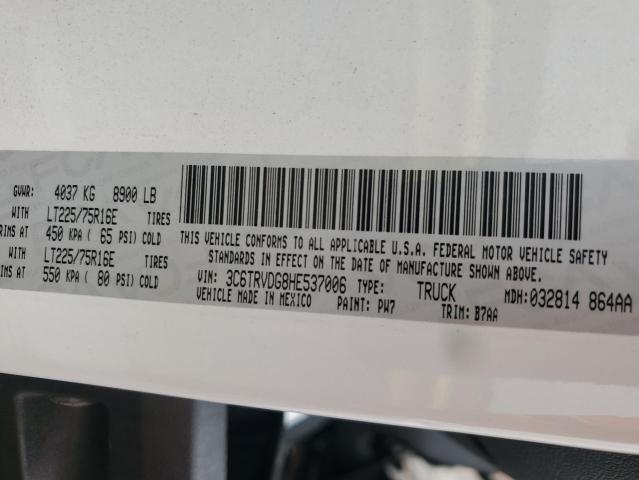 GVWR: 4037 KG 8900 LB
WITH LT225/75R16E TIRES
RIMS AT 450 KPA ( 65 PSI) COLD
WITH LT225/75R16E TIRES
RIMS AT 550 KPA ( 80 PSI) COLD
THIS VEHICLE CONFORMS TO ALL APPLICABLE U.S.A. FEDERAL MOTOR VEHICLE SAFETY
STANDARDS IN EFFECT ON THE DATE OF MANUFACTURE SHOWN ABOVE.
VIN: 3C6TRVDG8HE537006 TYPE: TRUCK MDH: 032814 864AA
VEHICLE MADE IN MEXICO PAINT: PW7 TRIM: B7AA